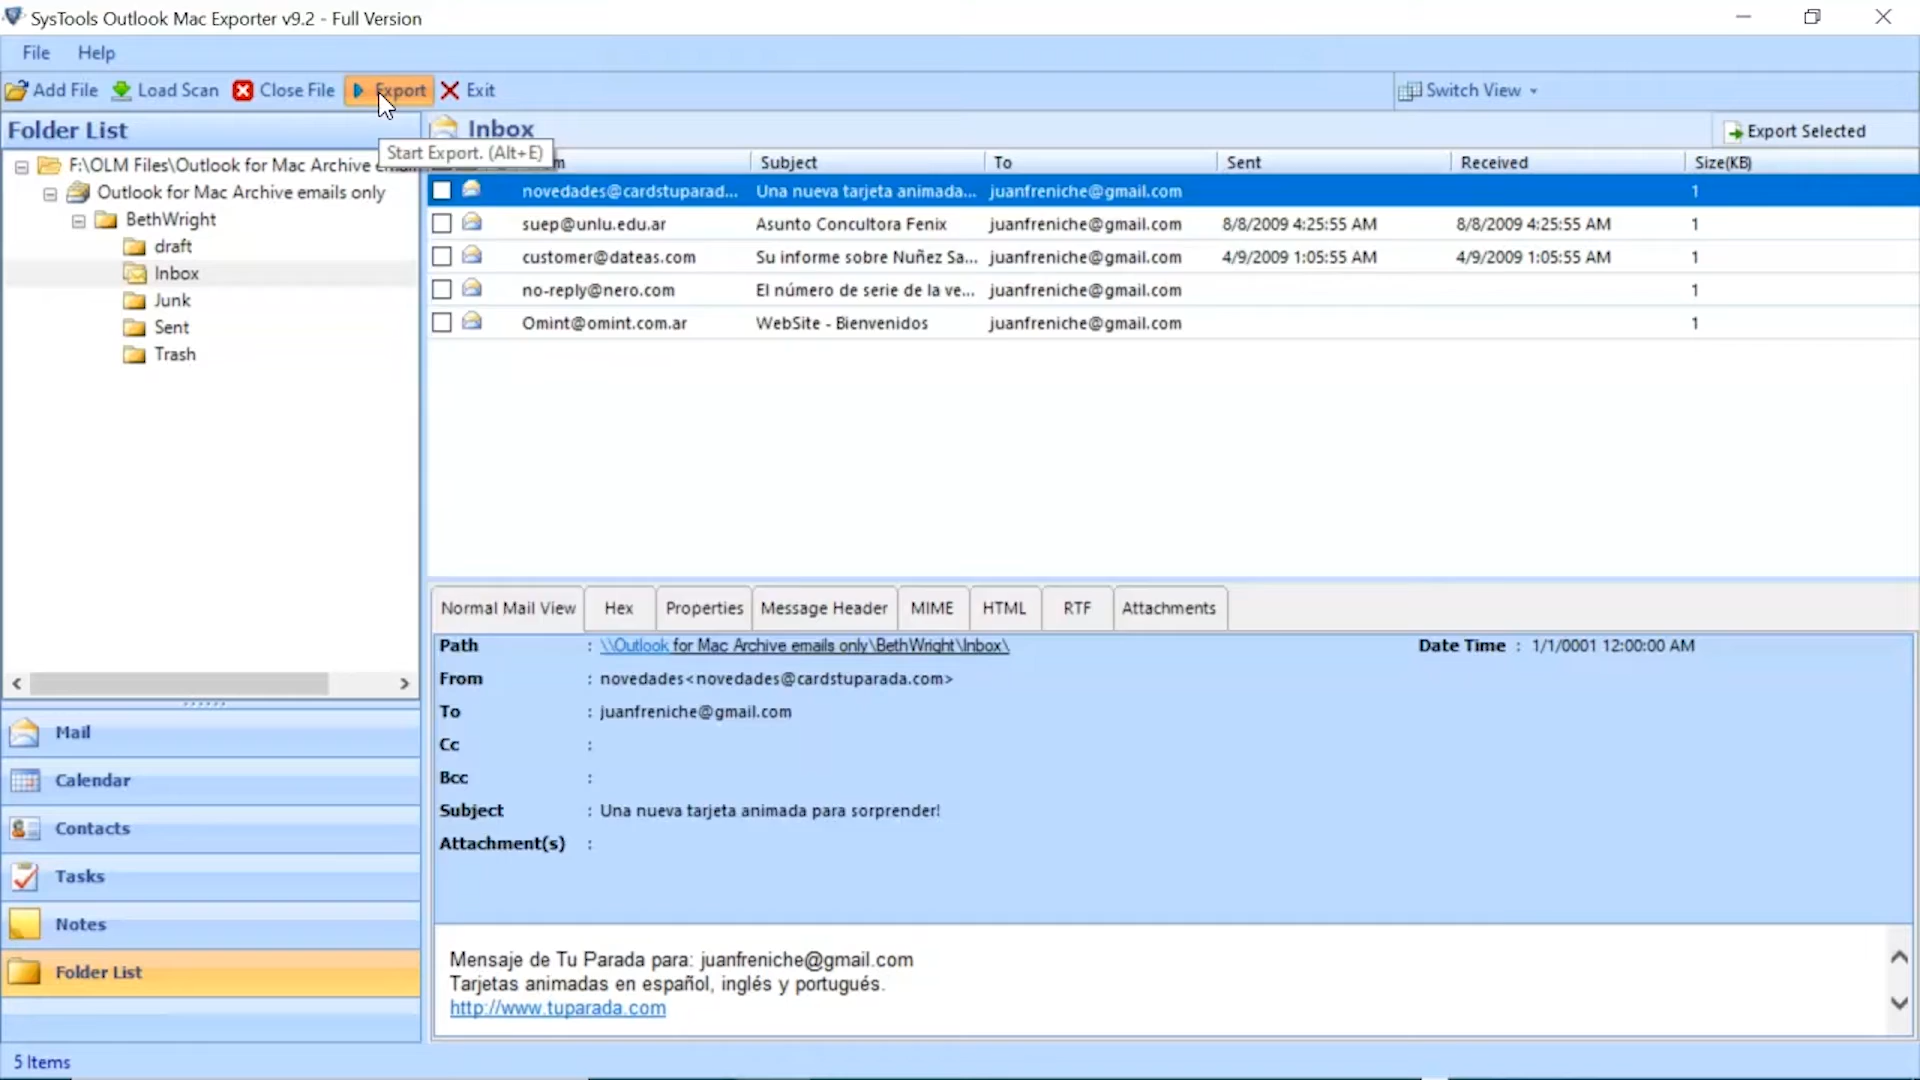 SysTools Outlook Mac Exporter v9.2 - Full Version
File Help
Add File Load Scan Close File Export Exit Switch View
Folder List
Inbox
Export Selected
Start Export. (Alt+E)
Subject To Sent Received Size(KB)
F:\OLM Files\Outlook for Mac Archive
Outlook for Mac Archive emails only
BethWright
draft
Inbox
Junk
Sent
Trash
novedades@cardstuparad... Una nueva tarjeta animada... juanfreniche@gmail.com 1
suep@unlu.edu.ar Asunto Concultora Fenix juanfreniche@gmail.com 8/8/2009 4:25:55 AM 8/8/2009 4:25:55 AM 1
customer@dateas.com Su informe sobre Nuñez Sa... juanfreniche@gmail.com 4/9/2009 1:05:55 AM 4/9/2009 1:05:55 AM 1
no-reply@nero.com El número de serie de la ve... juanfreniche@gmail.com 1
Omint@omint.com.ar WebSite - Bienvenidos juanfreniche@gmail.com 1
Mail
Calendar
Contacts
Tasks
Notes
Folder List
Normal Mail View Hex Properties Message Header MIME HTML RTF Attachments
Path : \\Outlook for Mac Archive emails only\BethWright\Inbox\ Date Time : 1/1/0001 12:00:00 AM
From : novedades<novedades@cardstuparada.com>
To : juanfreniche@gmail.com
Cc :
Bcc :
Subject : Una nueva tarjeta animada para sorprender!
Attachment(s) :
Mensaje de Tu Parada para: juanfreniche@gmail.com
Tarjetas animadas en español, inglés y portugués.
http://www.tuparada.com
5 Items